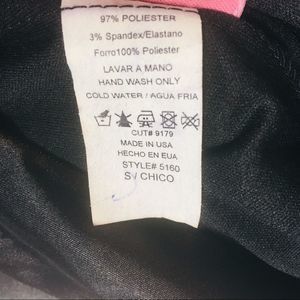 97% POLIESTER
3% Spandex/Elastano
Forro100% Poliester
LAVAR A MANO
HAND WASH ONLY
COLD WATER / AGUA FRIA
CUT# 9179
MADE IN USA
HECHO EN EUA
STYLE# 5160
S / CHICO